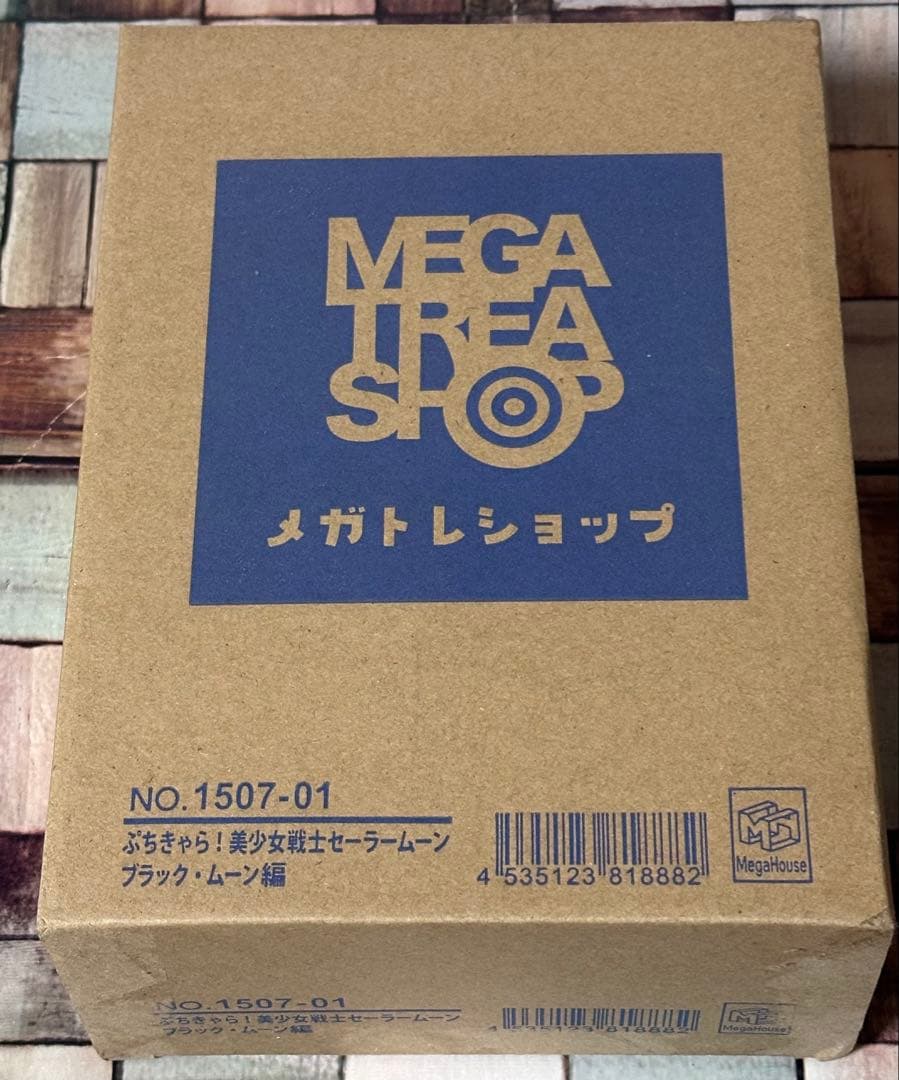 MEGA
TREA
SHOP
メガトレショップ
NO.1507-01
ぷちきゃら!美少女戦士セーラームーン
ブラック・ムーン編
4 535123 818882
MegaHouse
NO.1507-01
ぷちきゃら!美少女戦士セーラームーン
ブラック・ムーン編
4 535123 818882
MegaHouse